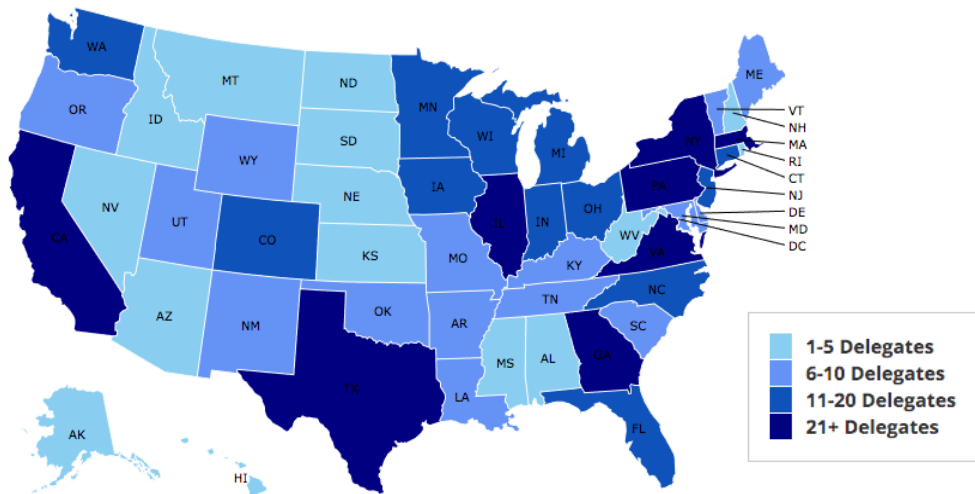 WA
ME
MT
ND
VT
OR
MN
NH
ID
WI
NY
MA
SD
MI
RI
WY
CT
IA
PA
NJ
NE
NV
OH
DE
UT
IL
IN
MD
CO
WV
DC
CA
KS
MO
VA
KY
NC
TN
OK
AZ
NM
AR
SC
MS
AL
GA
TX
LA
FL
AK
HI
1-5 Delegates
6-10 Delegates
11-20 Delegates
21+ Delegates